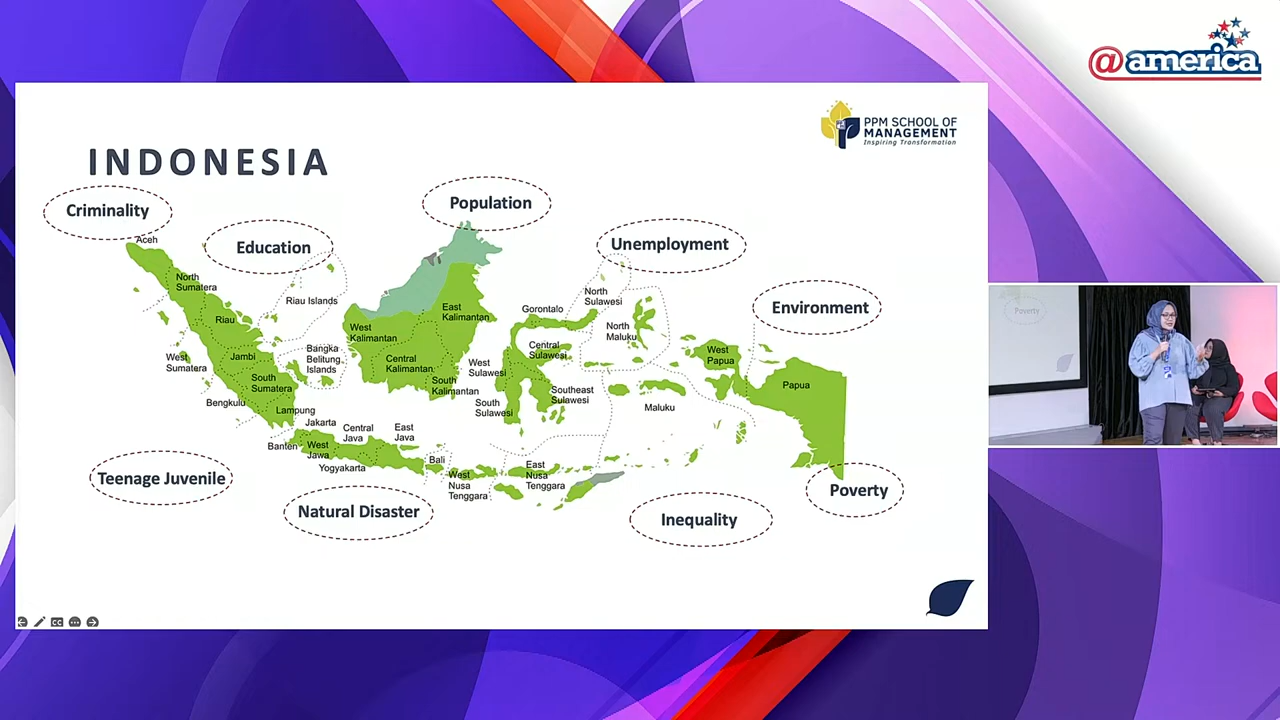 @america
PPM SCHOOL OF
MANAGEMENT
Inspiring Transformation
INDONESIA
Criminality
Education
Population
Unemployment
Environment
Aceh
North
Sumatera
Riau Islands
Riau
West
Sumatera
Jambi
Bangka
Belitung
Islands
South
Sumatera
Bengkulu
Lampung
Jakarta
Banten
West
Jawa
Central
Java
Yogyakarta
East
Java
Bali
West
Nusa
Tenggara
East
Nusa
Tenggara
West
Kalimantan
East
Kalimantan
Central
Kalimantan
South
Kalimantan
Gorontalo
North
Sulawesi
Central
Sulawesi
West
Sulawesi
South
Sulawesi
Southeast
Sulawesi
North
Maluku
Maluku
West
Papua
Papua
Teenage Juvenile
Natural Disaster
Inequality
Poverty
CC
Poverty